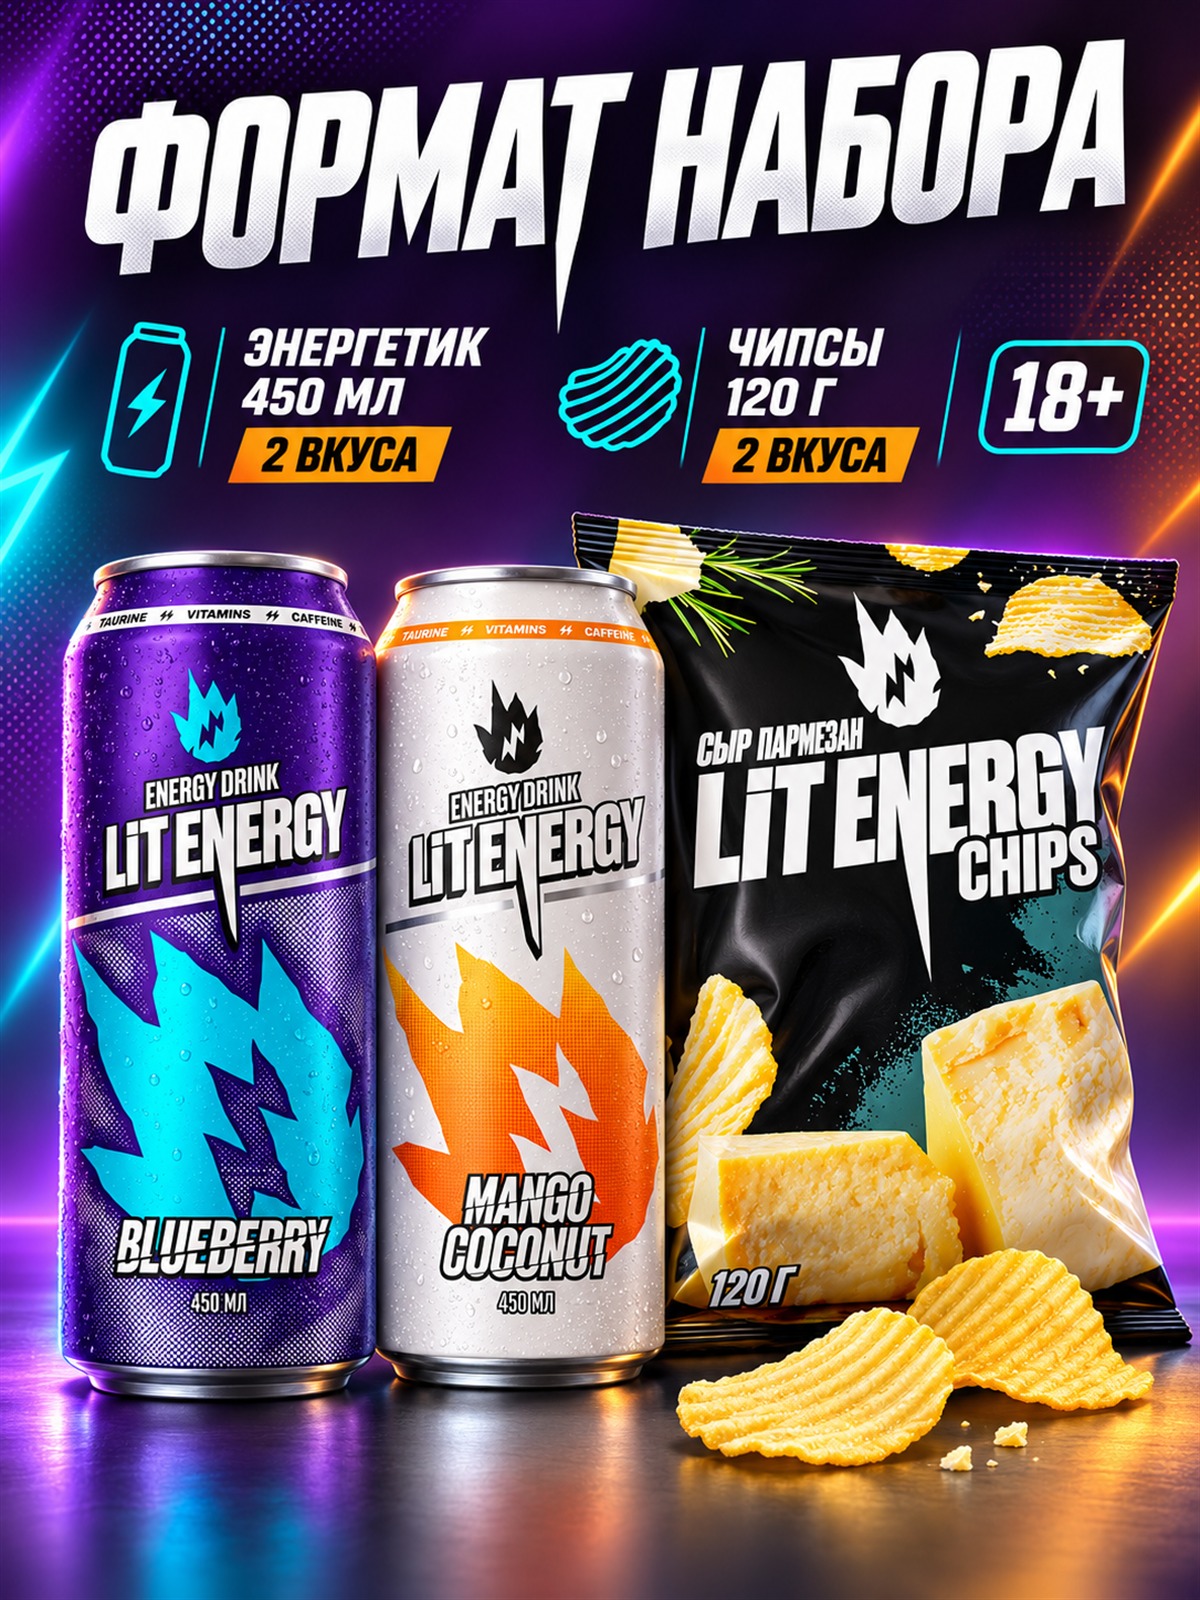 ФОРМАТ НАБОРА
ЭНЕРГЕТИК
450 МЛ
2 ВКУСА
ЧИПСЫ
120 Г
2 ВКУСА
18+
TAURINE VITAMINS CAFFEINE
ENERGY DRINK
LiT ENERGY
BLUEBERRY
450 МЛ
TAURINE VITAMINS CAFFEINE
ENERGY DRINK
LiT ENERGY
MANGO
COCONUT
450 МЛ
СЫР ПАРМЕЗАН
LiT ENERGY
CHIPS
120 Г